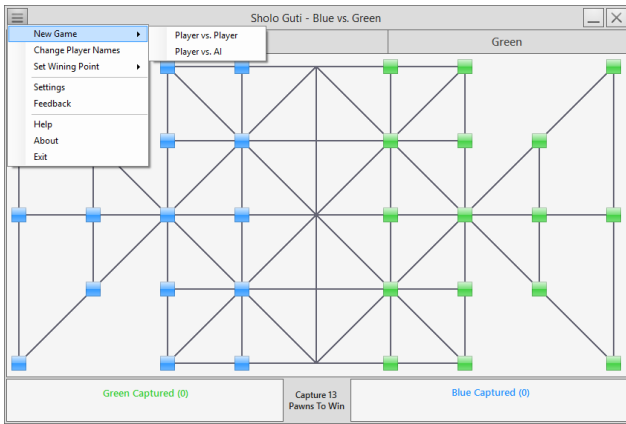 Sholo Guti - Blue vs. Green
New Game
Player vs. Player
Green
Change Player Names
Player vs. AI
Set Wining Point
Settings
Feedback
Help
About
Exit
Green Captured (0)
Capture 13
Pawns To Win
Blue Captured (0)